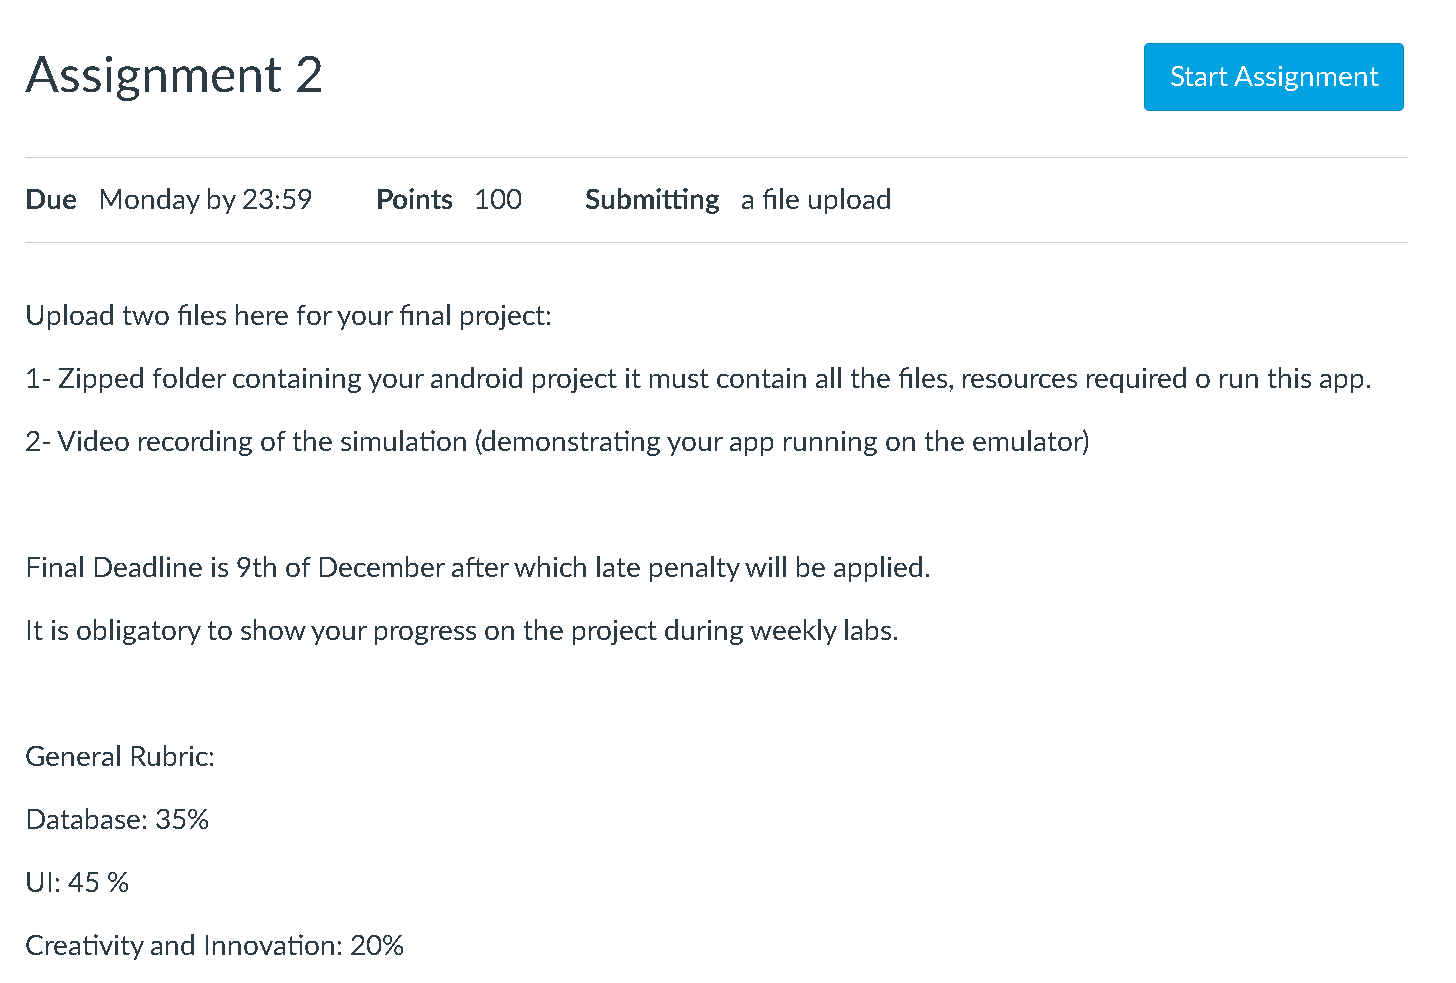 Assignment 2
Start Assignment
Due Monday by 23:59 Points 100 Submitting a file upload
Upload two files here for your final project:
1- Zipped folder containing your android project it must contain all the files, resources required o run this app.
2- Video recording of the simulation (demonstrating your app running on the emulator)
Final Deadline is 9th of December after which late penalty will be applied.
It is obligatory to show your progress on the project during weekly labs.
General Rubric:
Database: 35%
UI: 45 %
Creativity and Innovation: 20%